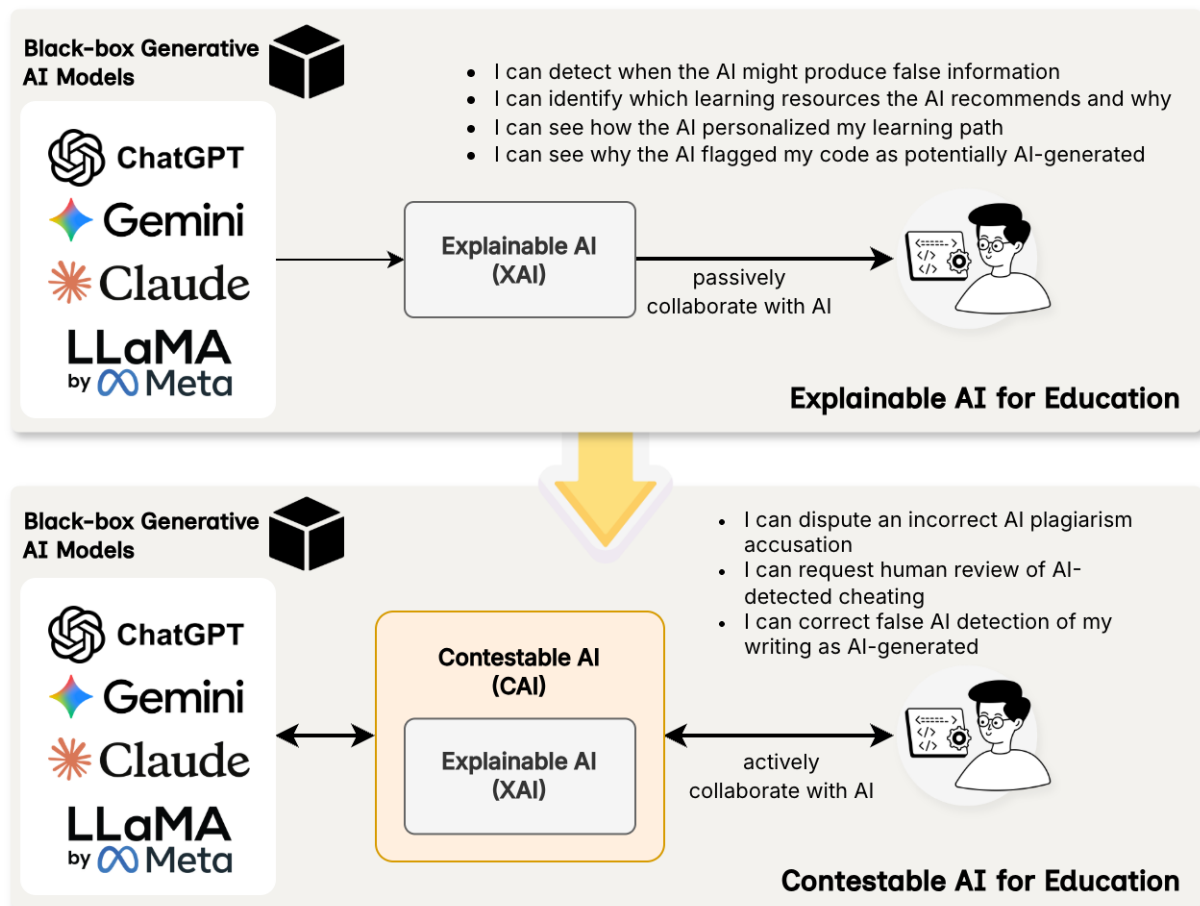 Black-box Generative
AI Models
ChatGPT
Gemini
Claude
LLaMA
by Meta
• I can detect when the AI might produce false information
• I can identify which learning resources the AI recommends and why
• I can see how the AI personalized my learning path
• I can see why the AI flagged my code as potentially AI-generated
Explainable AI
(XAI)
passively
collaborate with AI
<----->
</>
</>
Explainable AI for Education
Black-box Generative
AI Models
ChatGPT
Gemini
Claude
LLaMA
by Meta
• I can dispute an incorrect AI plagiarism
accusation
• I can request human review of AI-
detected cheating
• I can correct false AI detection of my
writing as AI-generated
Contestable AI
(CAI)
Explainable AI
(XAI)
actively
collaborate with AI
<----->
</>
</>
Contestable AI for Education